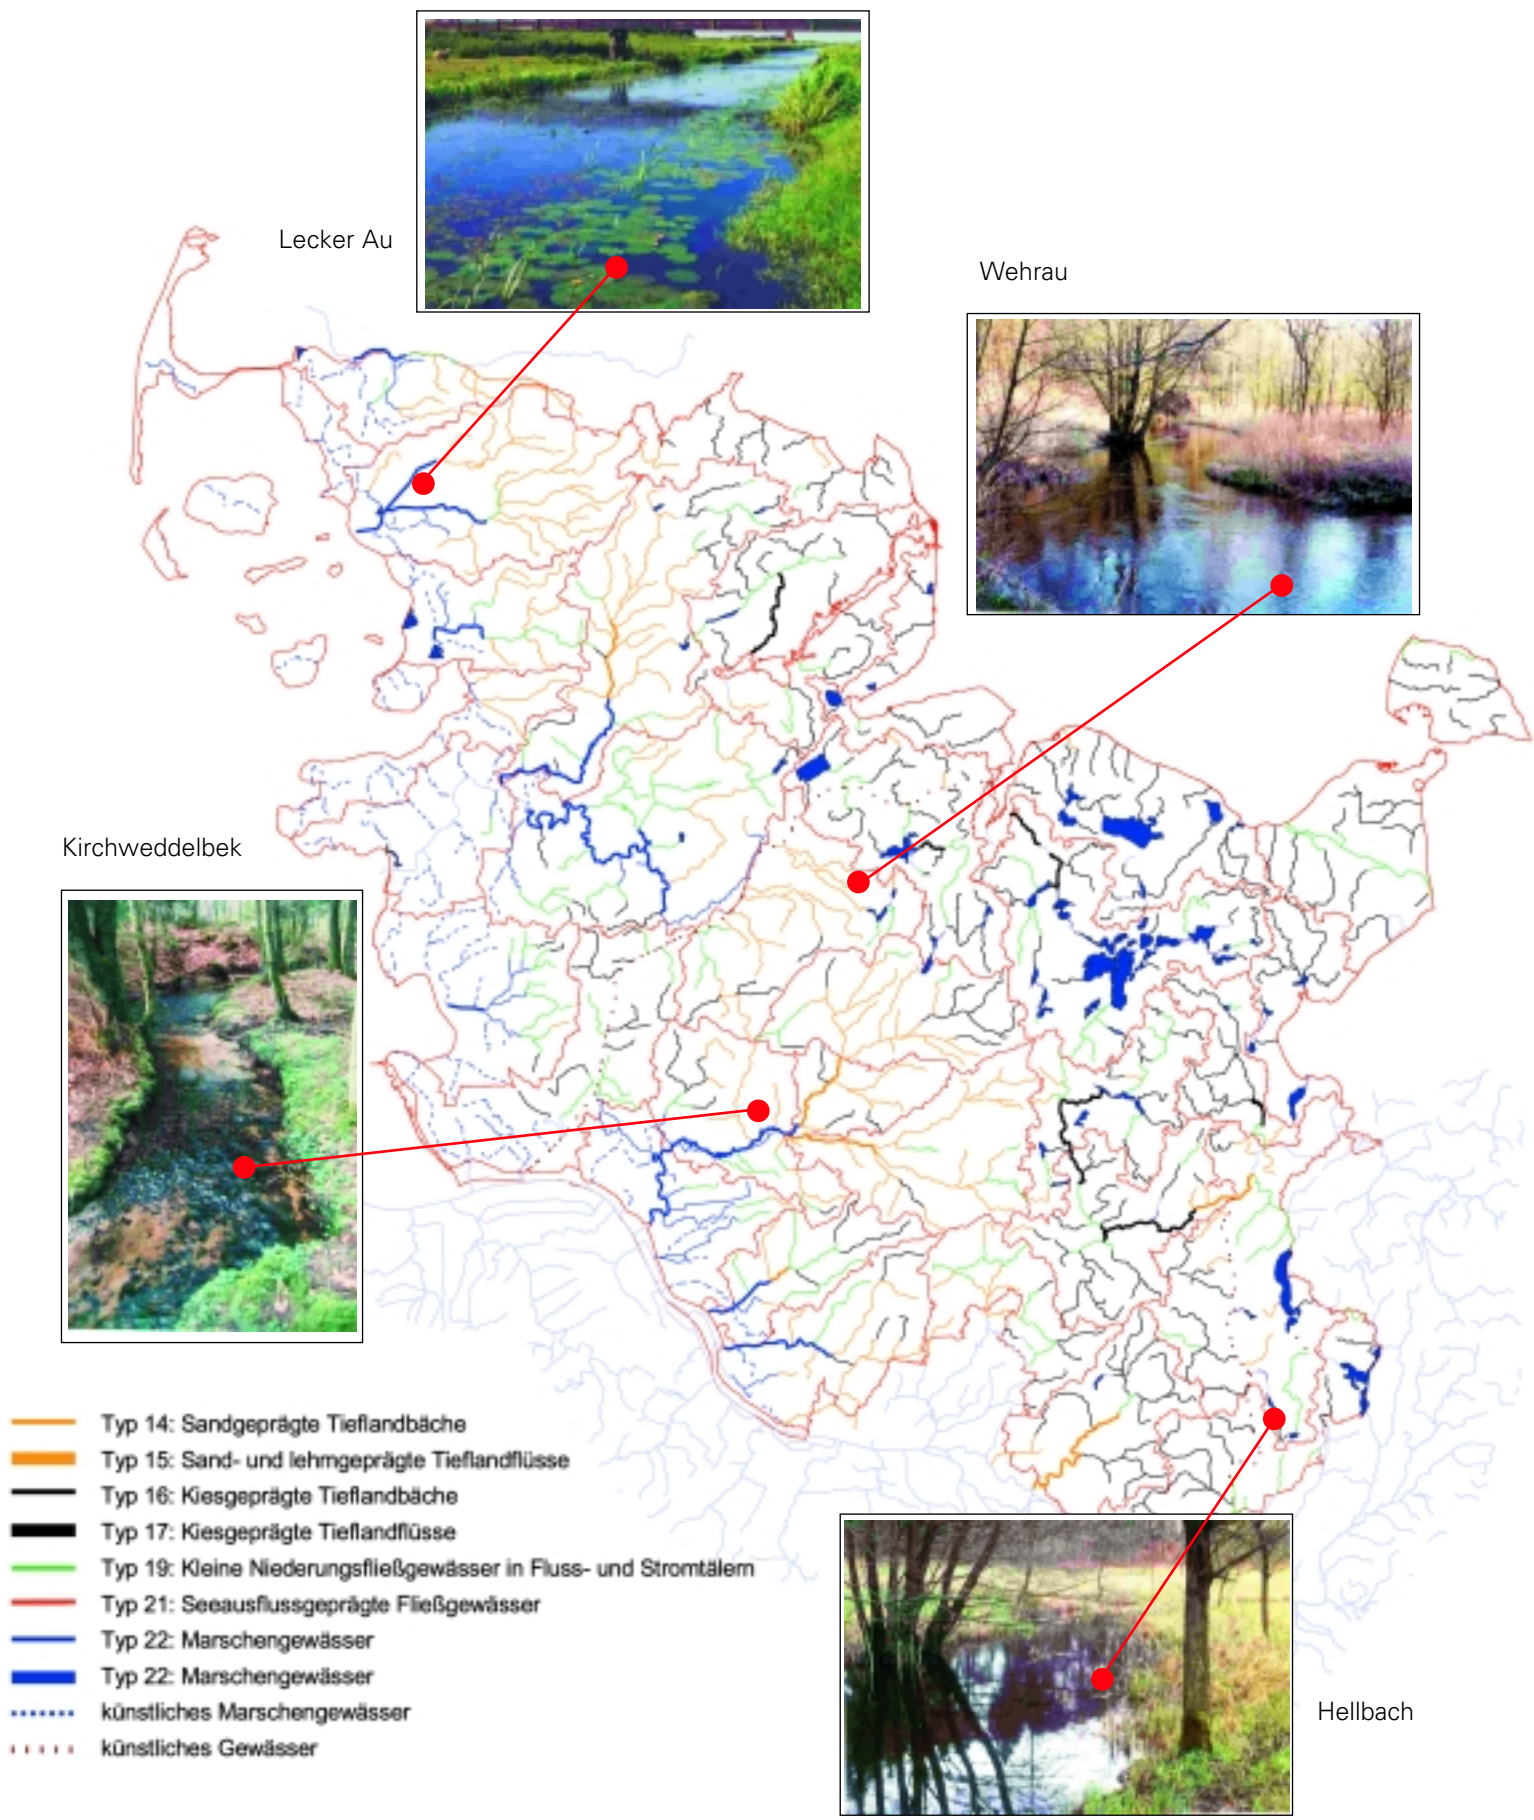 Lecker Au
Wehrau
Kirchweddelbek
Typ 14: Sandgeprägte Tieflandbäche
Typ 15: Sand- und lehmgeprägte Tieflandflüsse
Typ 16: Kiesgeprägte Tieflandbäche
Typ 17: Kiesgeprägte Tieflandflüsse
Typ 19: Kleine Niederungsfließgewässer in Fluss- und Stromtälern
Typ 21: Seeausflussgeprägte Fließgewässer
Typ 22: Marschengewässer
Typ 22: Marschengewässer
künstliches Marschengewässer
künstliches Gewässer
Hellbach